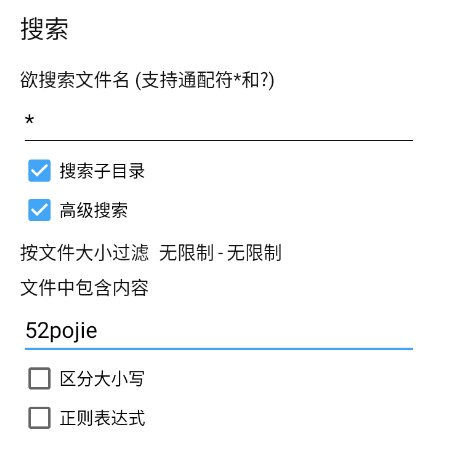 搜索
欲搜索文件名 (支持通配符*和?)
*
搜索子目录
高级搜索
按文件大小过滤 无限制 - 无限制
文件中包含内容
52pojie
区分大小写
正则表达式